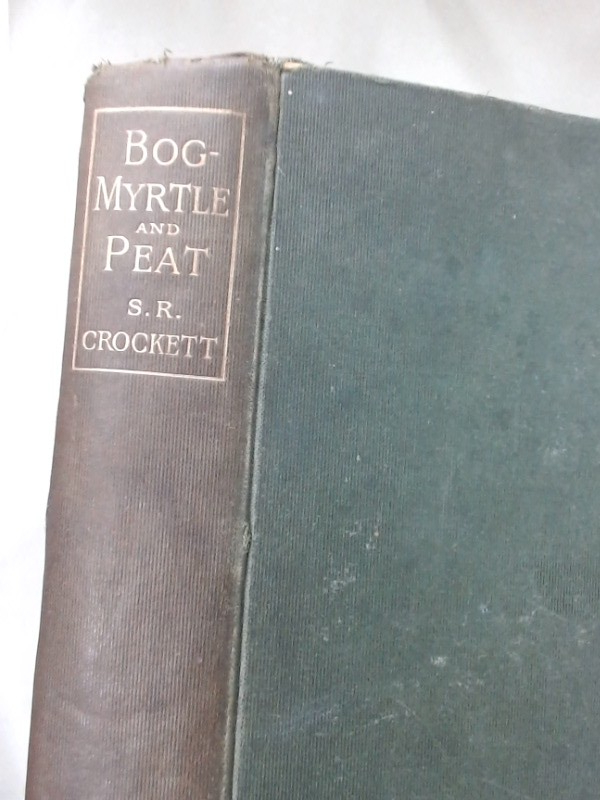 BOG-
MYRTLE
AND
PEAT
S. R.
CROCKETT